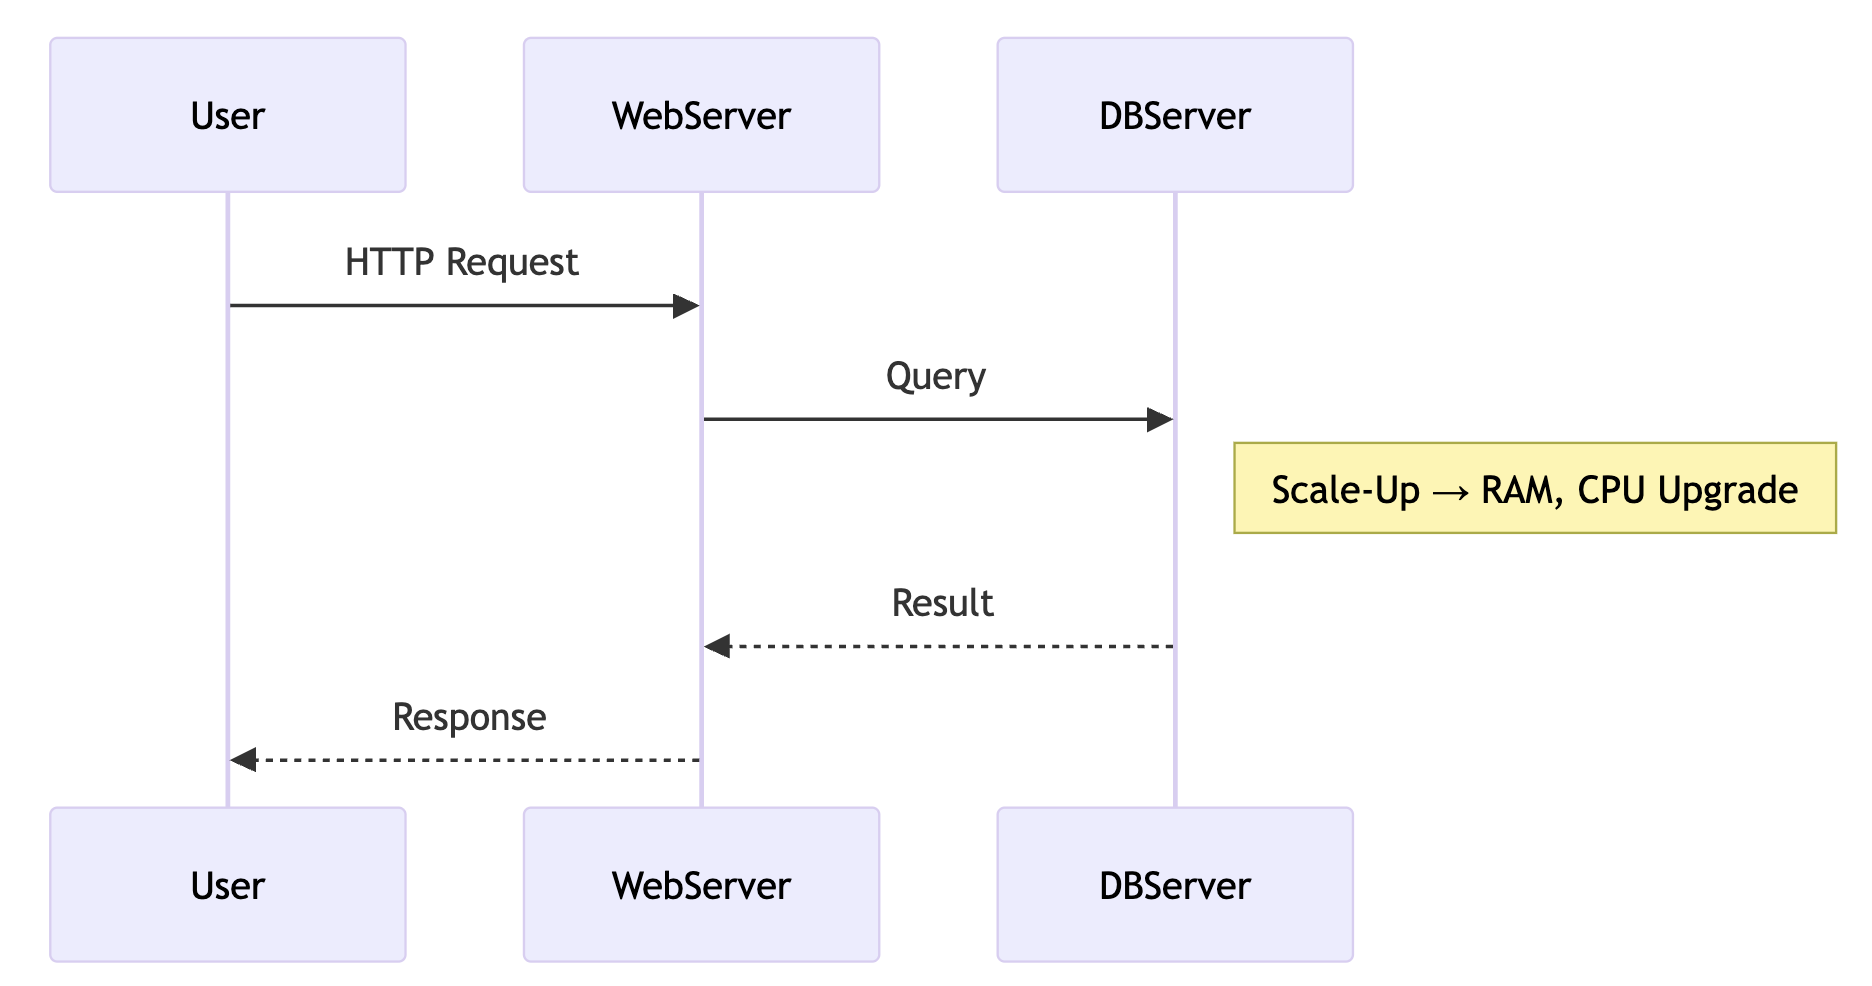 User
WebServer
DBServer
HTTP Request
Query
Scale-Up → RAM, CPU Upgrade
Result
Response
User
WebServer
DBServer